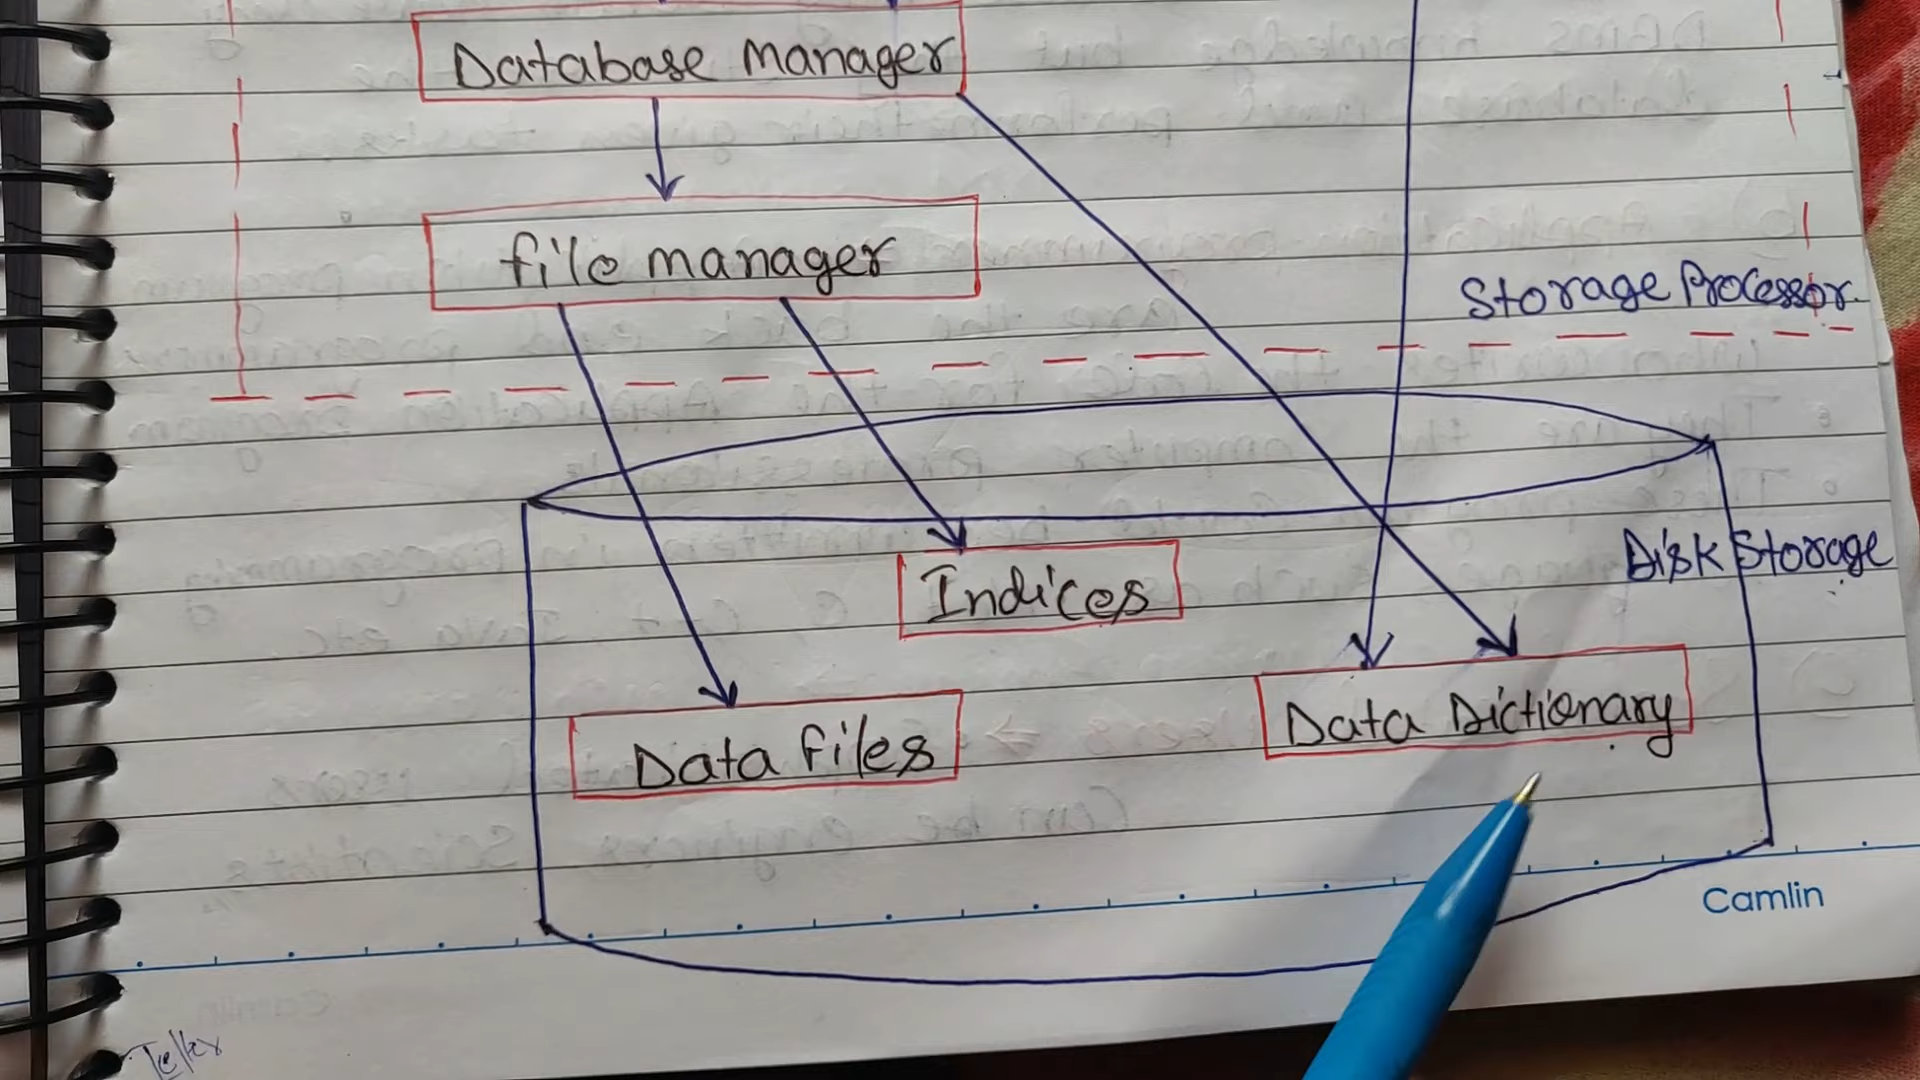 Database Manager
file manager
Storage Processor
Disk Storage
Indices
Data files
Data Dictionary
Camlin